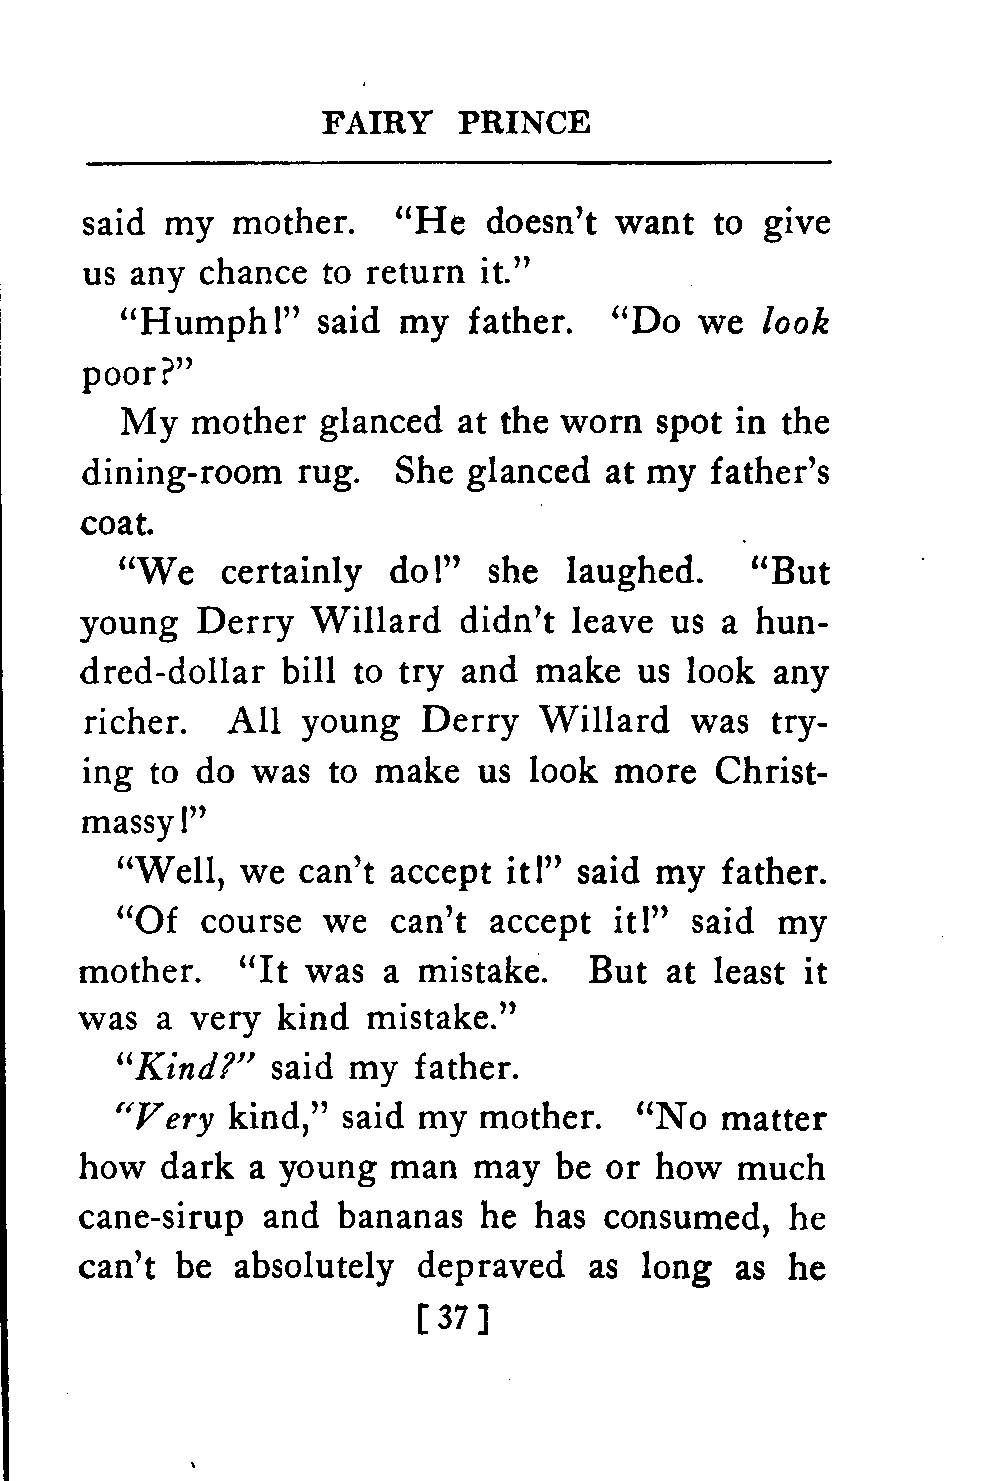 FAIRY PRINCE
said my mother. “He doesn’t want to give
us any chance to return it.”
“Humph!” said my father. “Do we look
poor?”
My mother glanced at the worn spot in the
dining-room rug. She glanced at my father’s
coat.
“We certainly do!” she laughed. “But
young Derry Willard didn’t leave us a hun-
dred-dollar bill to try and make us look any
richer. All young Derry Willard was try-
ing to do was to make us look more Christ-
massy!”
“Well, we can’t accept it!” said my father.
“Of course we can’t accept it!” said my
mother. “It was a mistake. But at least it
was a very kind mistake.”
“Kind?” said my father.
“Very kind,” said my mother. “No matter
how dark a young man may be or how much
cane-sirup and bananas he has consumed, he
can’t be absolutely depraved as long as he
[ 37 ]